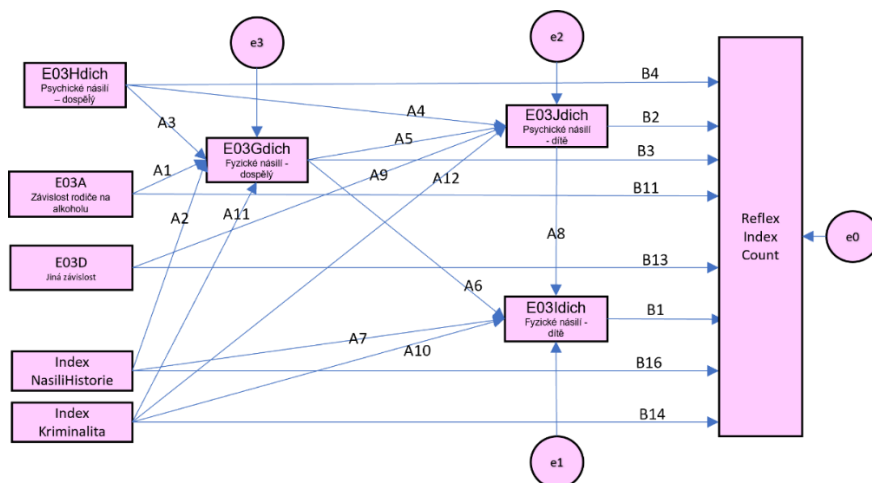 e3
e2
E03Hdich
Psychické násilí
– dospělý
B4
A3
A4
E03Jdich
Psychické násilí
- dítě
B2
E03Gdich
Fyzické násilí -
dospělý
A5
B3
A1
A9
A12
E03A
Závislost rodiče na
alkoholu
B11
A2
A11
Reflex
Index
Count
e0
A8
E03D
Jiná závislost
B13
A6
E03Idich
Fyzické násilí -
dítě
B1
A7
A10
Index
NasiliHistorie
B16
Index
Kriminalita
B14
e1